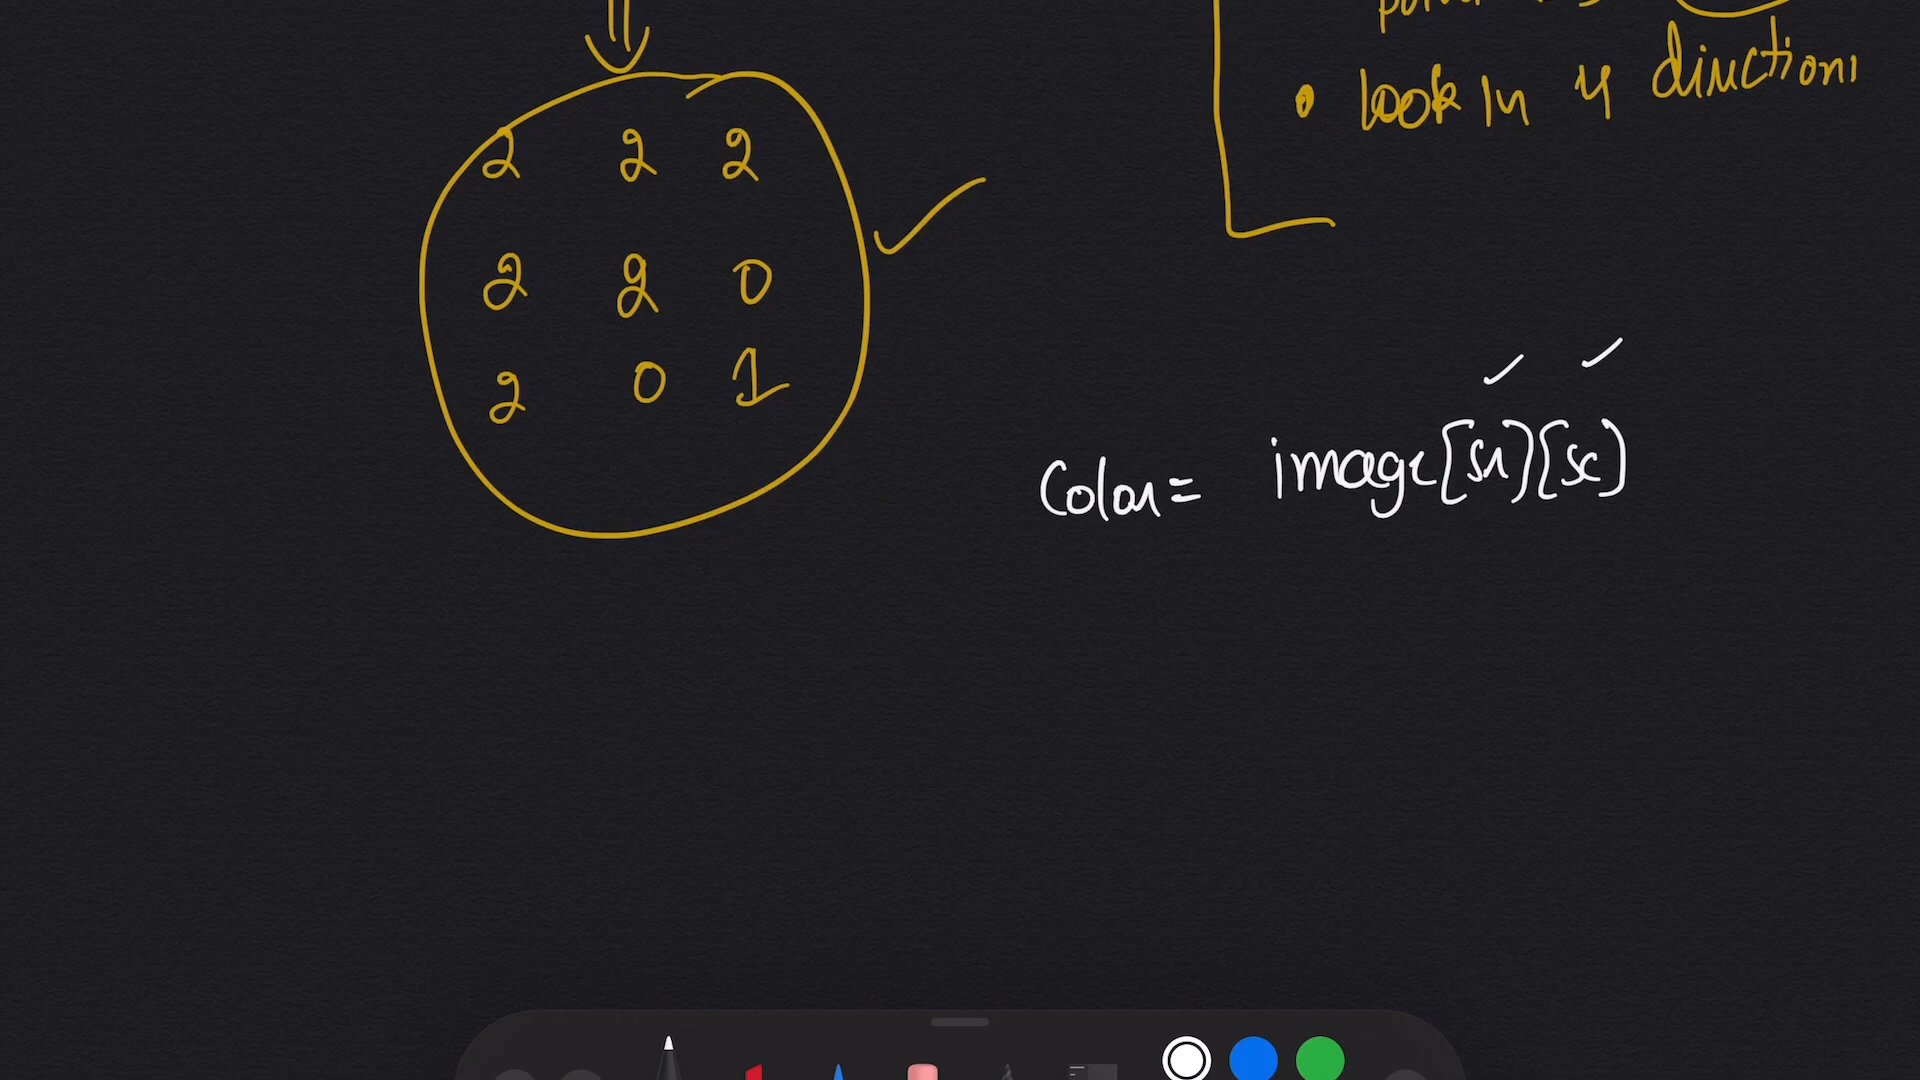 • look in 4 directions
2 2 2
2 2 0
2 0 1
Color = image[sr][sc]